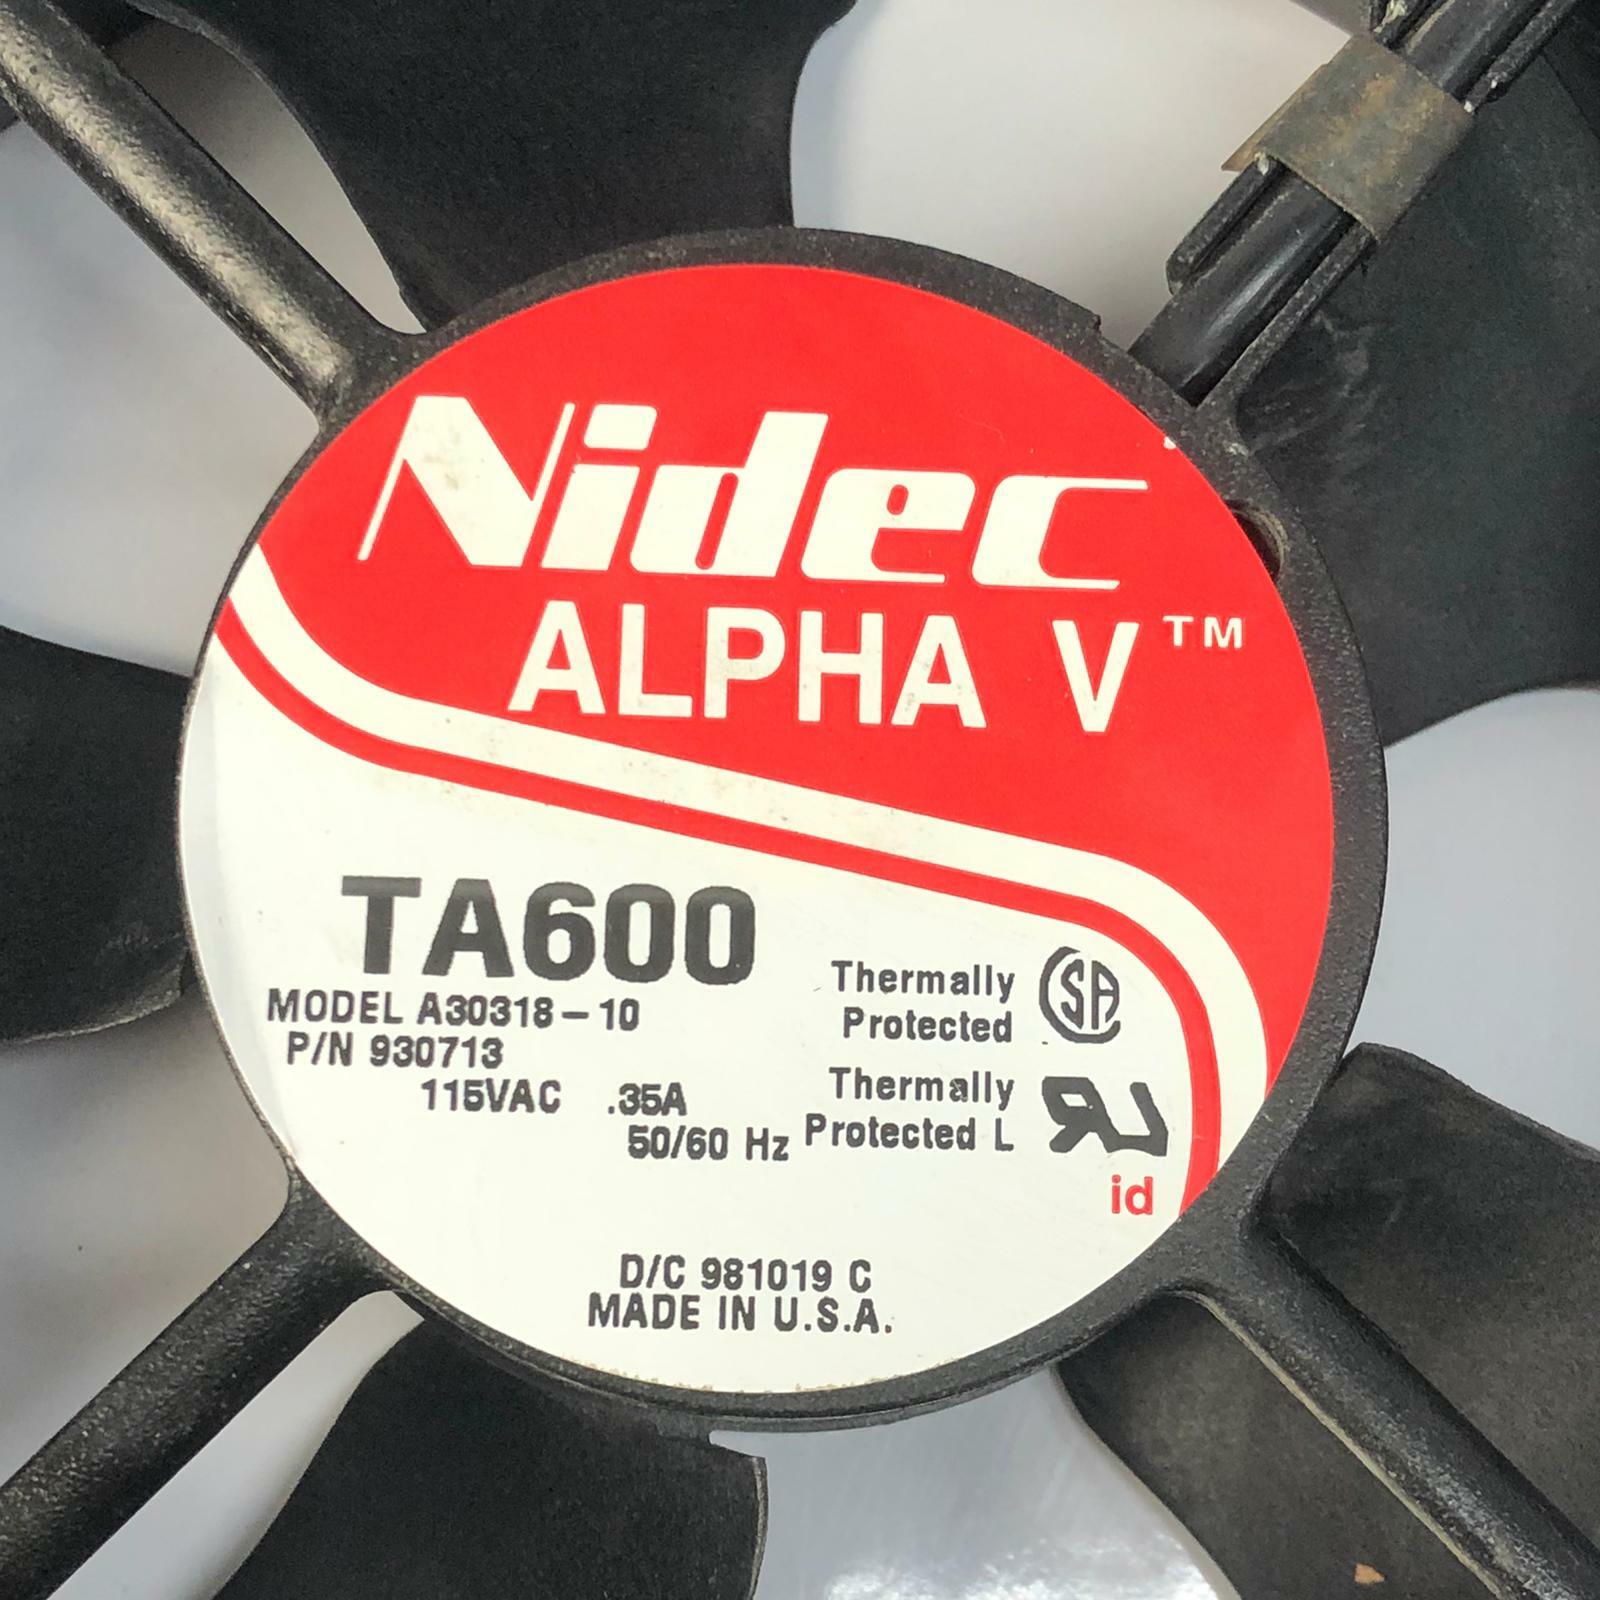 Nidec
ALPHA V™
TA600
MODEL A30318-10
P/N 930713
115VAC .35A
50/60 Hz
Thermally
Protected
SA
Thermally
Protected L
id
D/C 981019 C
MADE IN U.S.A.